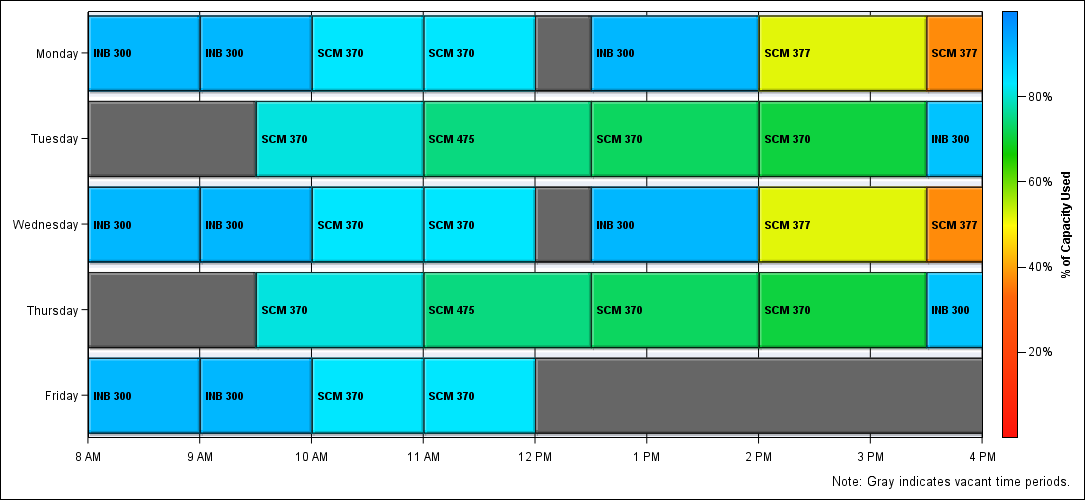 Monday INB 300 INB 300 SCM 370 SCM 370 INB 300 SCM 377 SCM 377
80%
Tuesday SCM 370 SCM 475 SCM 370 SCM 370 INB 300
60%
Wednesday INB 300 INB 300 SCM 370 SCM 370 INB 300 SCM 377 SCM 377
% of Capacity Used
40%
Thursday SCM 370 SCM 475 SCM 370 SCM 370 INB 300
20%
Friday INB 300 INB 300 SCM 370 SCM 370
8 AM 9 AM 10 AM 11 AM 12 PM 1 PM 2 PM 3 PM 4 PM
Note: Gray indicates vacant time periods.